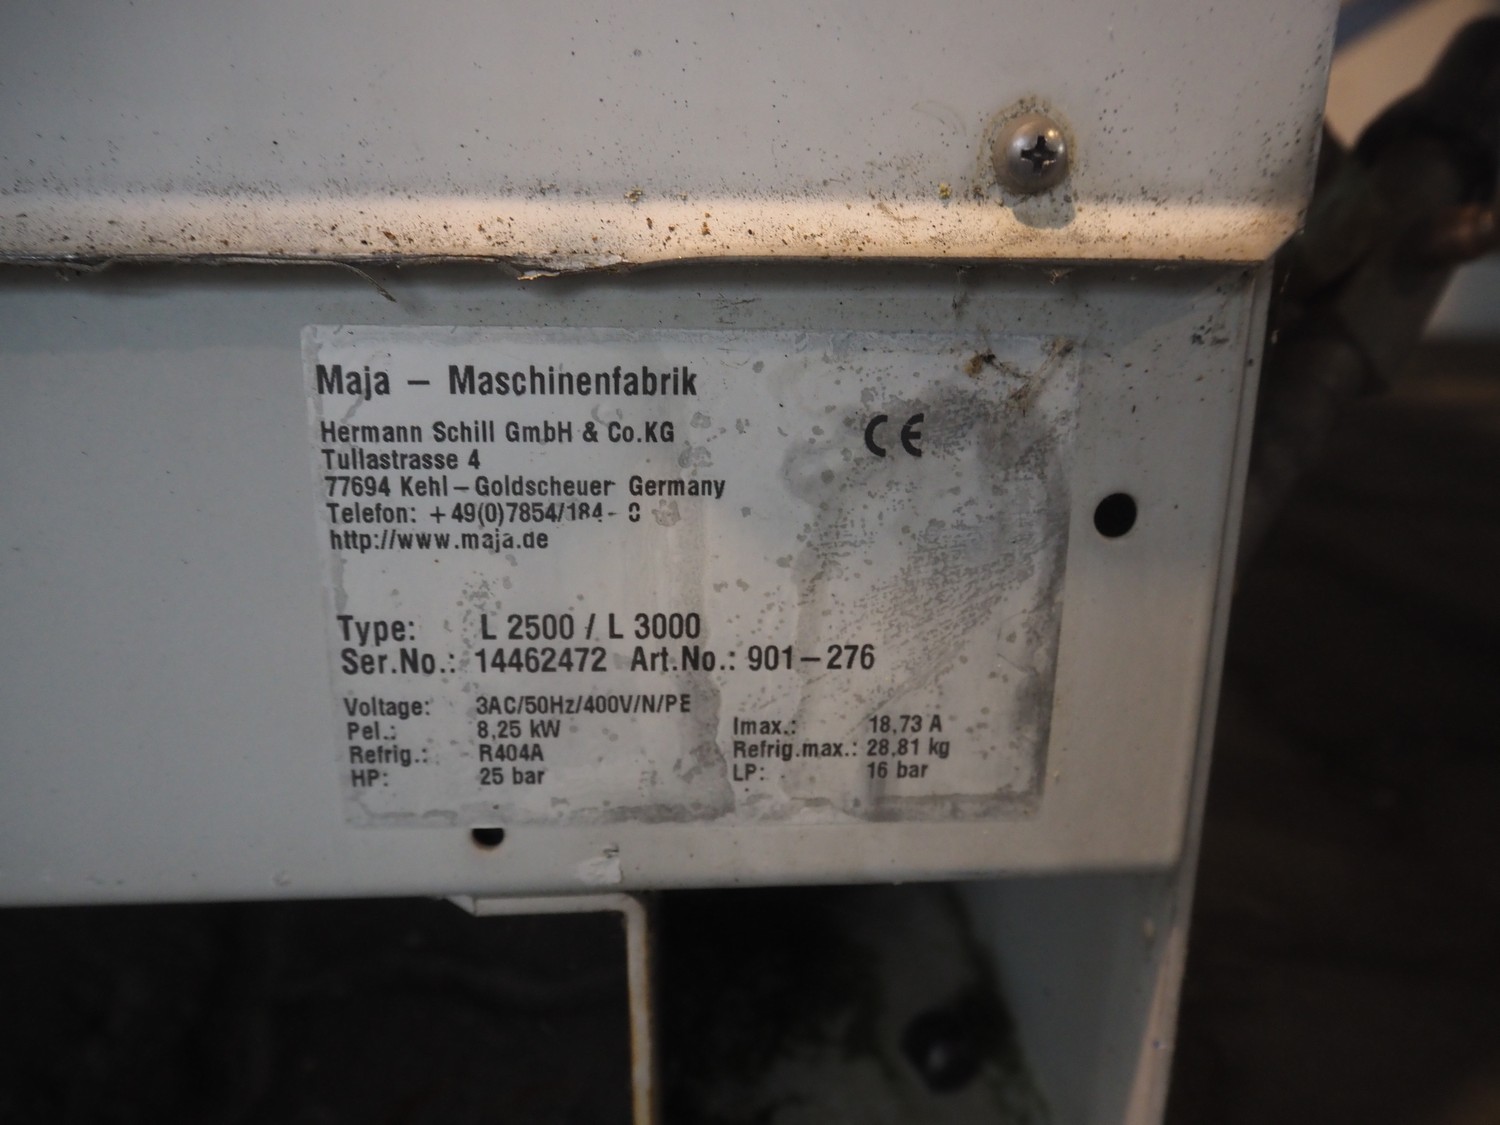 Maja – Maschinenfabrik
Hermann Schill GmbH & Co.KG
CE
Tullastrasse 4
77694 Kehl – Goldscheuer Germany
Telefon: +49(0)7854/184-0
http://www.maja.de
Type: L 2500 / L 3000
Ser.No.: 14462472 Art.No.: 901–276
Voltage: 3AC/50Hz/400V/N/PE
Pel.: 8,25 kW Imax.: 18,73 A
Refrig.: R404A Refrig.max.: 28,81 kg
HP: 25 bar LP: 16 bar